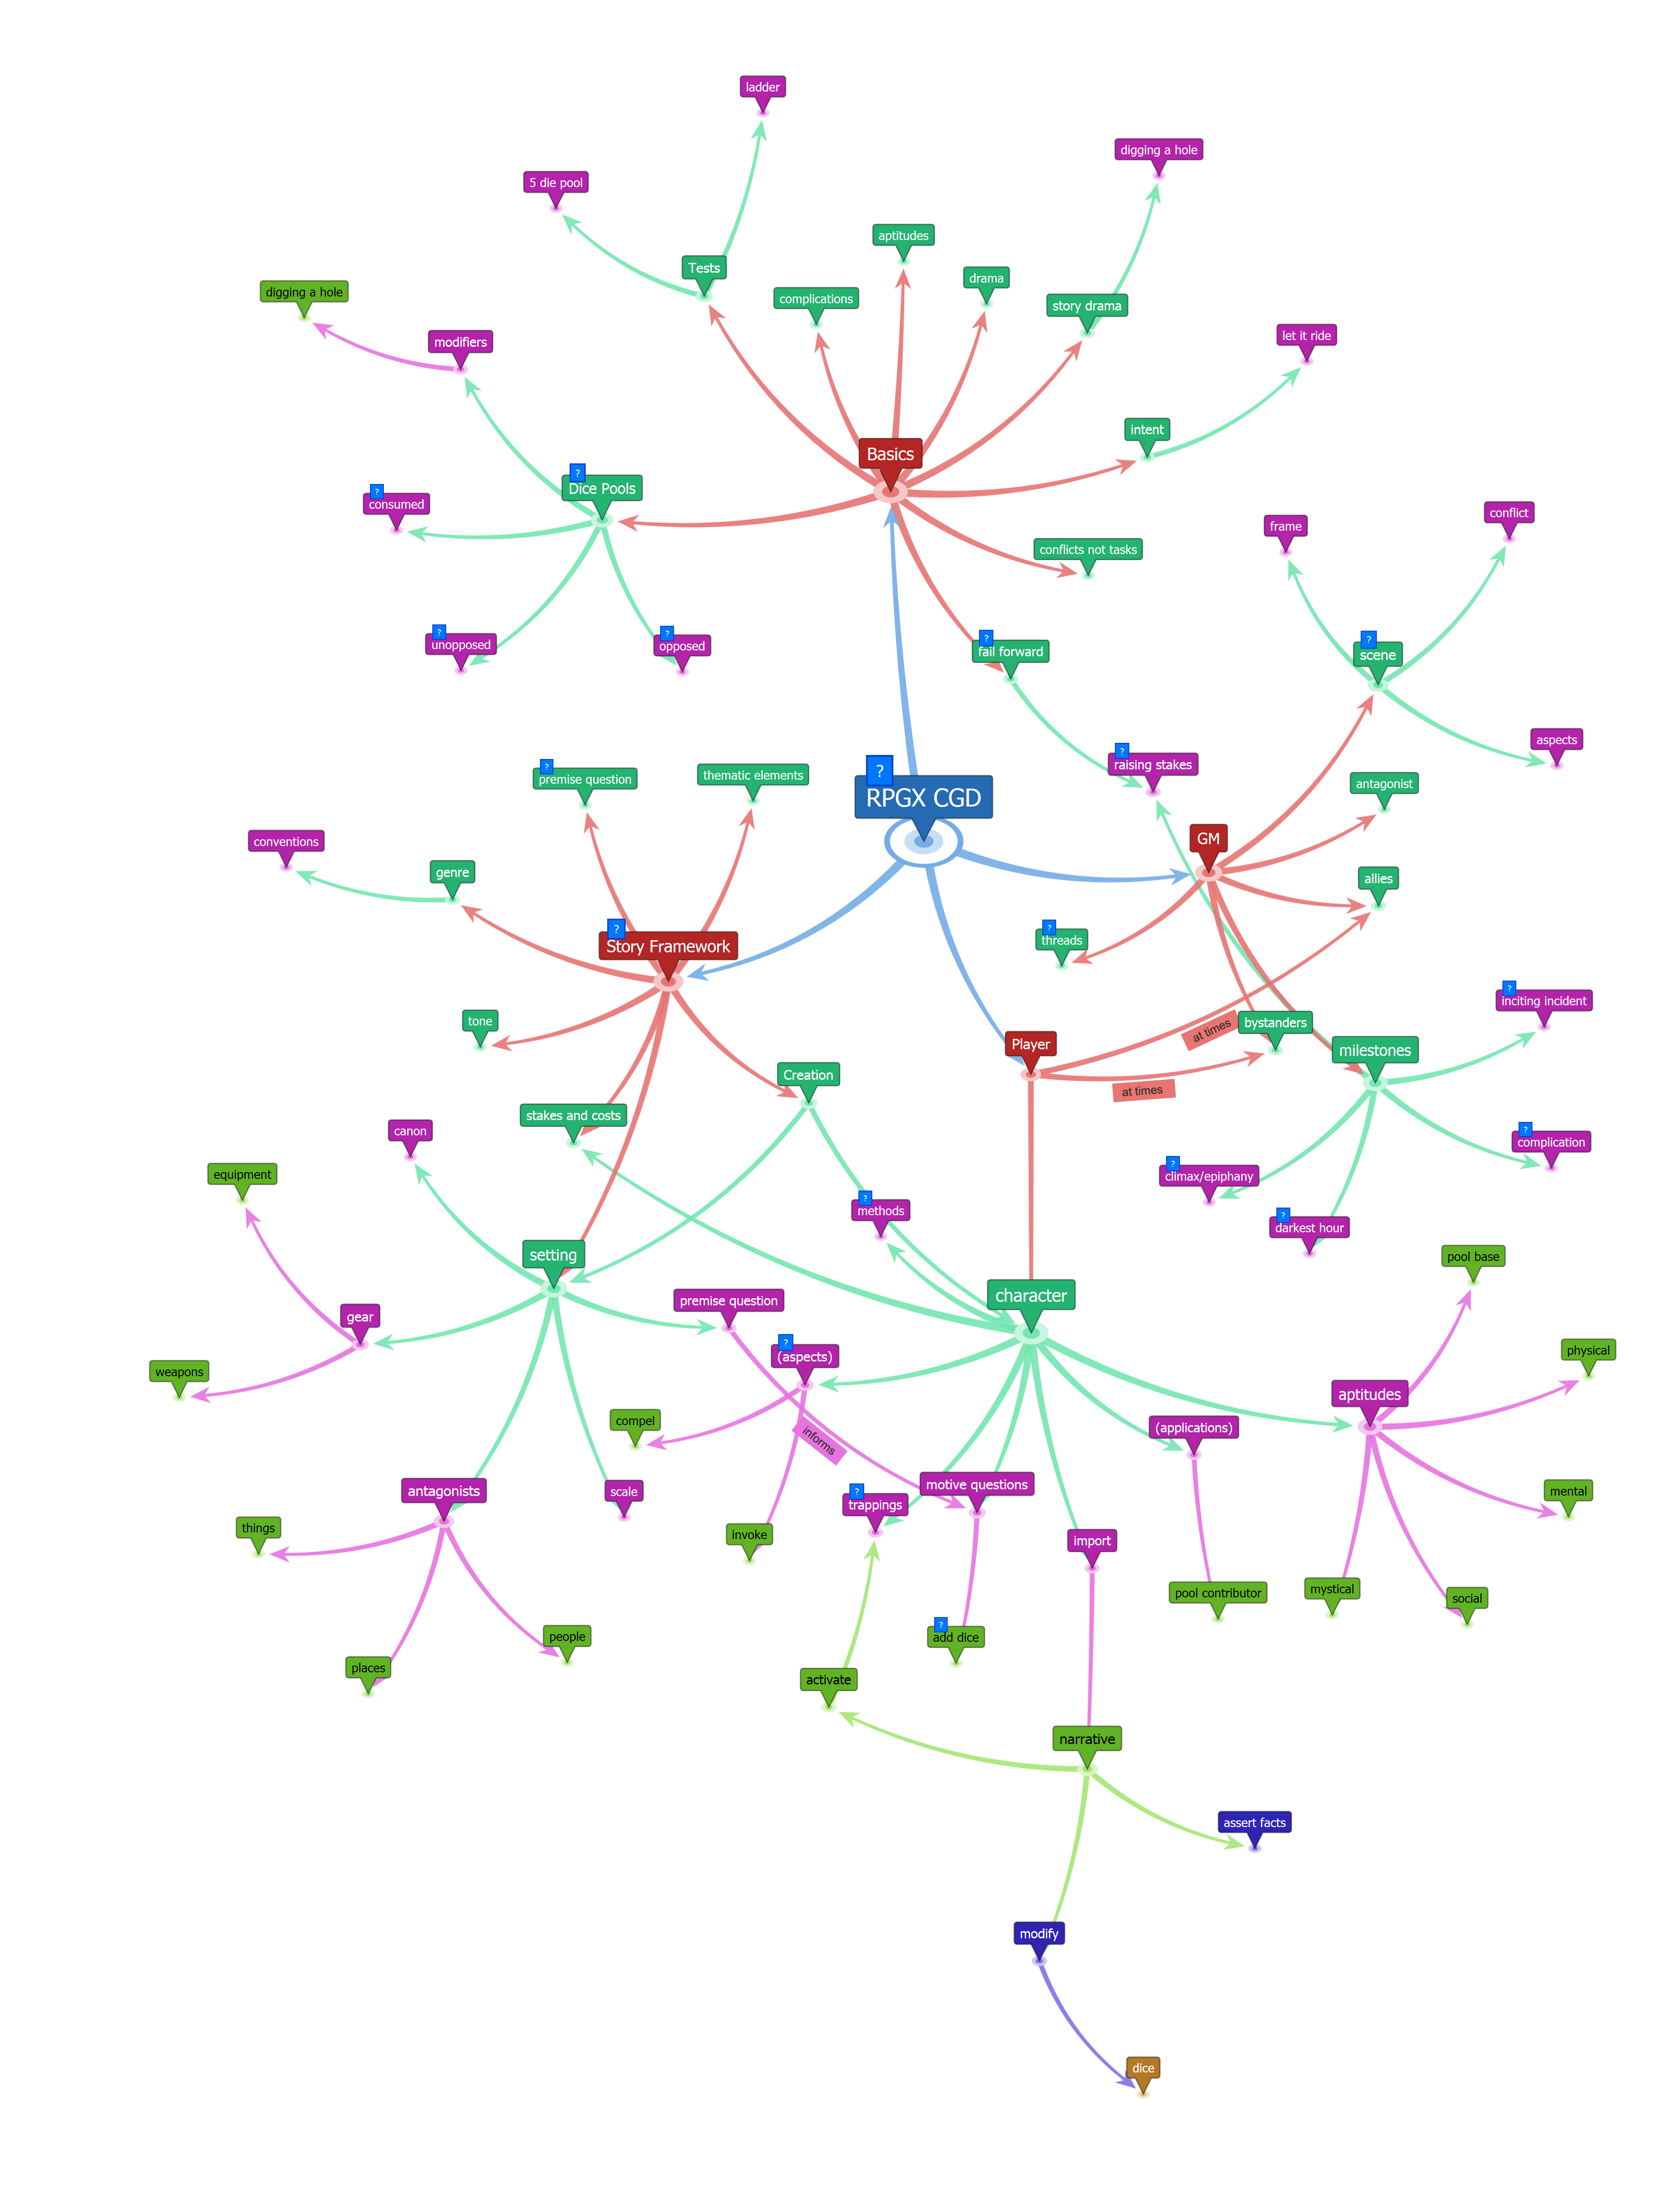 ladder
digging a hole
5 die pool
aptitudes
Tests
drama
digging a hole
complications
story drama
modifiers
let it ride
intent
Basics
?
Dice Pools
?
consumed
conflict
frame
conflicts not tasks
?
unopposed
?
opposed
?
fail forward
?
scene
aspects
?
raising stakes
?
premise question
thematic elements
?
RPGX CGD
antagonist
conventions
GM
genre
allies
?
threads
?
Story Framework
?
inciting incident
tone
at times
bystanders
Player
milestones
Creation
at times
stakes and costs
canon
?
complication
equipment
?
climax/epiphany
?
methods
?
darkest hour
setting
pool base
premise question
character
gear
?
(aspects)
physical
weapons
aptitudes
compel
informs
(applications)
antagonists
scale
motive questions
mental
?
trappings
things
invoke
import
mystical
pool contributor
social
people
?
add dice
places
activate
narrative
assert facts
modify
dice